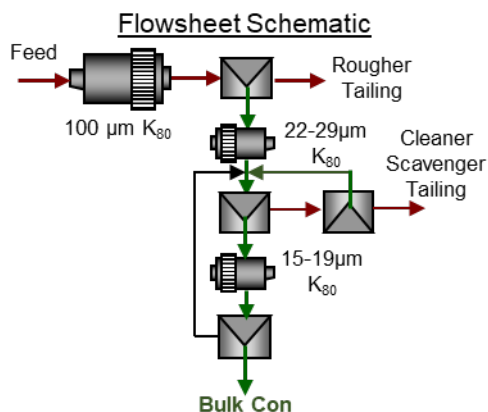 Flowsheet Schematic
Feed
Rougher
Tailing
100 µm K80
22-29µm
K80
Cleaner
Scavenger
Tailing
15-19µm
K80
Bulk Con